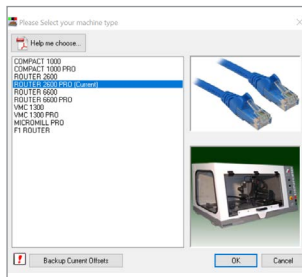 Please Select your machine type
Help me choose...
COMPACT 1000
COMPACT 1000 PRO
ROUTER 2600
ROUTER 2600 PRO (Current)
ROUTER 6600
ROUTER 6600 PRO
VMC 1300
VMC 1300 PRO
MICROMILL PRO
F1 ROUTER
Backup Current Offsets
OK
Cancel